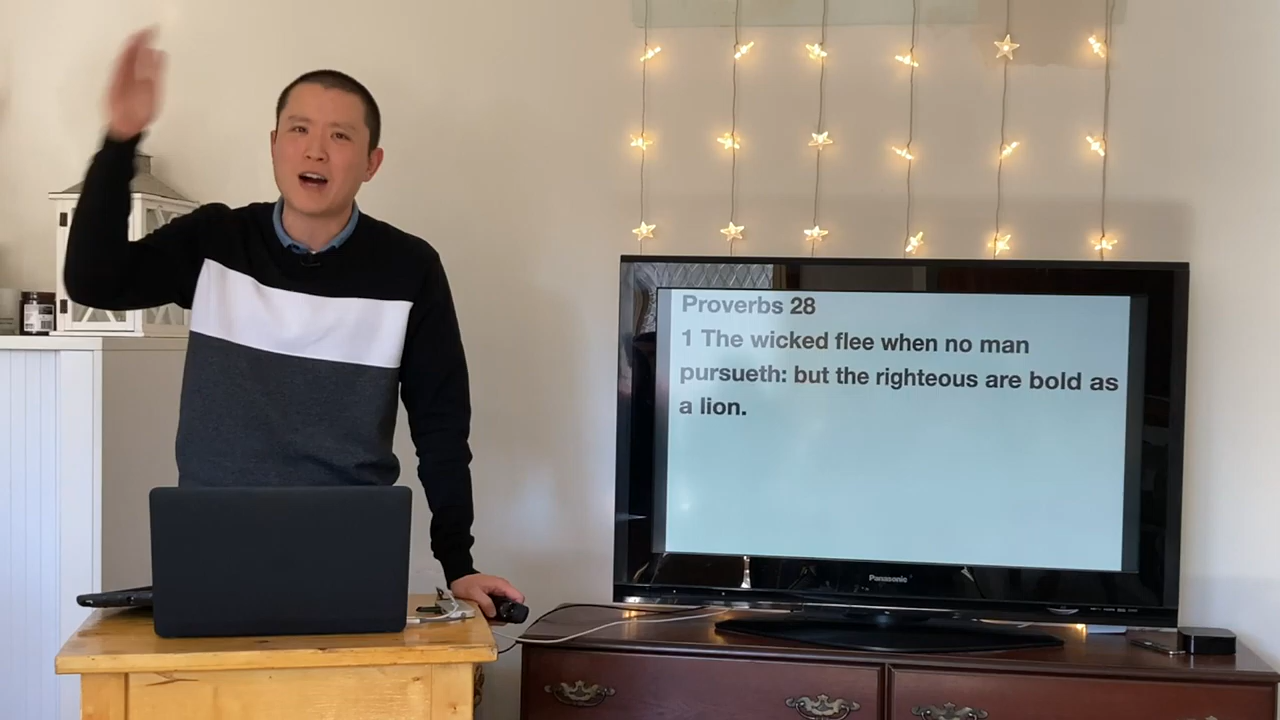 Proverbs 28
1 The wicked flee when no man
pursueth: but the righteous are bold as
a lion.
Panasonic